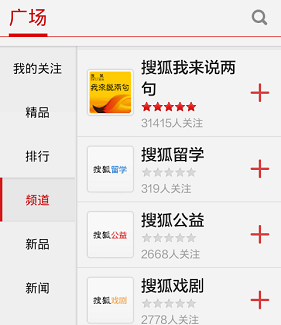 广场
我的关注
精品
排行
频道
新品
新闻
我来说两句
搜狐我来说两
句
31415人关注
搜狐留学
搜狐留学
319人关注
搜狐公益
搜狐公益
2668人关注
搜狐戏剧
搜狐戏剧
2778人关注